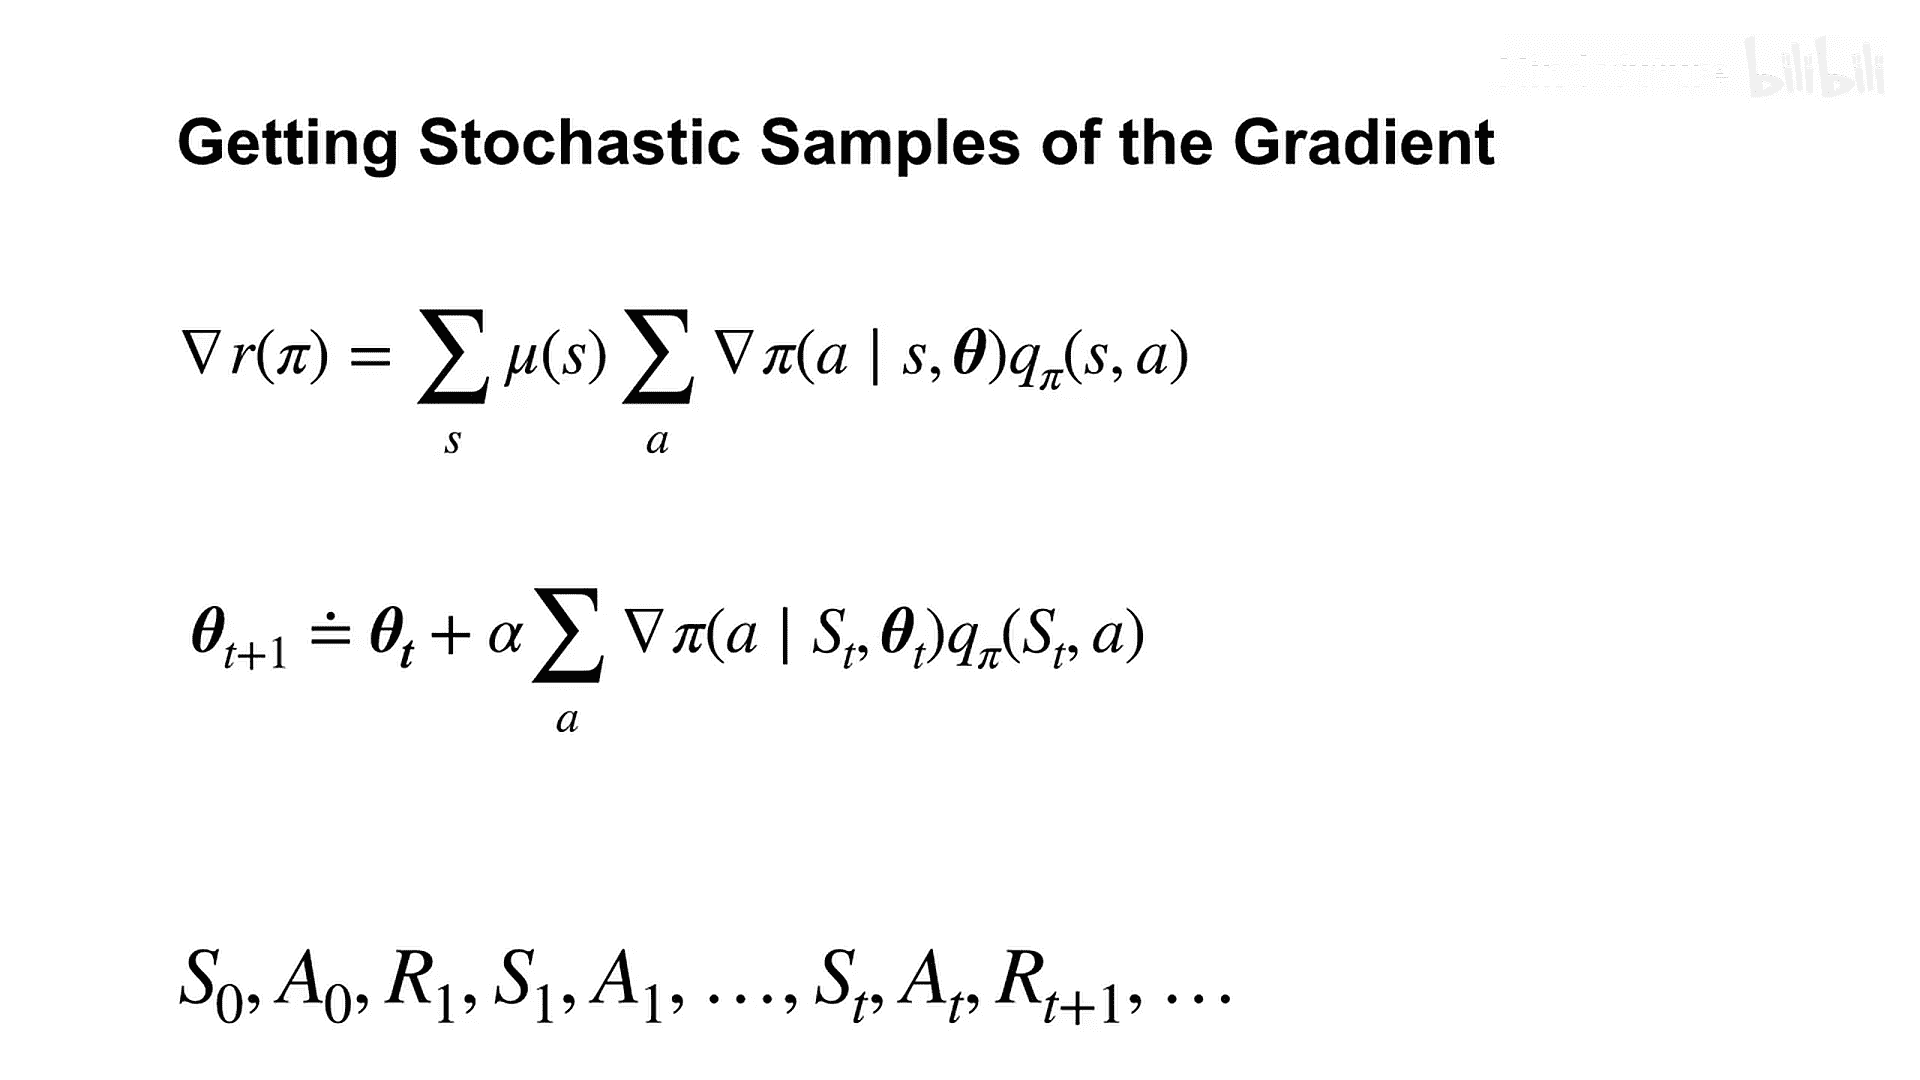 bilibili
Getting Stochastic Samples of the Gradient
∇r(π) = ∑_s μ(s) ∑_a ∇π(a | s, θ)q_π(s, a)
θ_{t+1} ≐ θ_t + α ∑_a ∇π(a | S_t, θ_t)q_π(S_t, a)
S_0, A_0, R_1, S_1, A_1, …, S_t, A_t, R_{t+1}, …